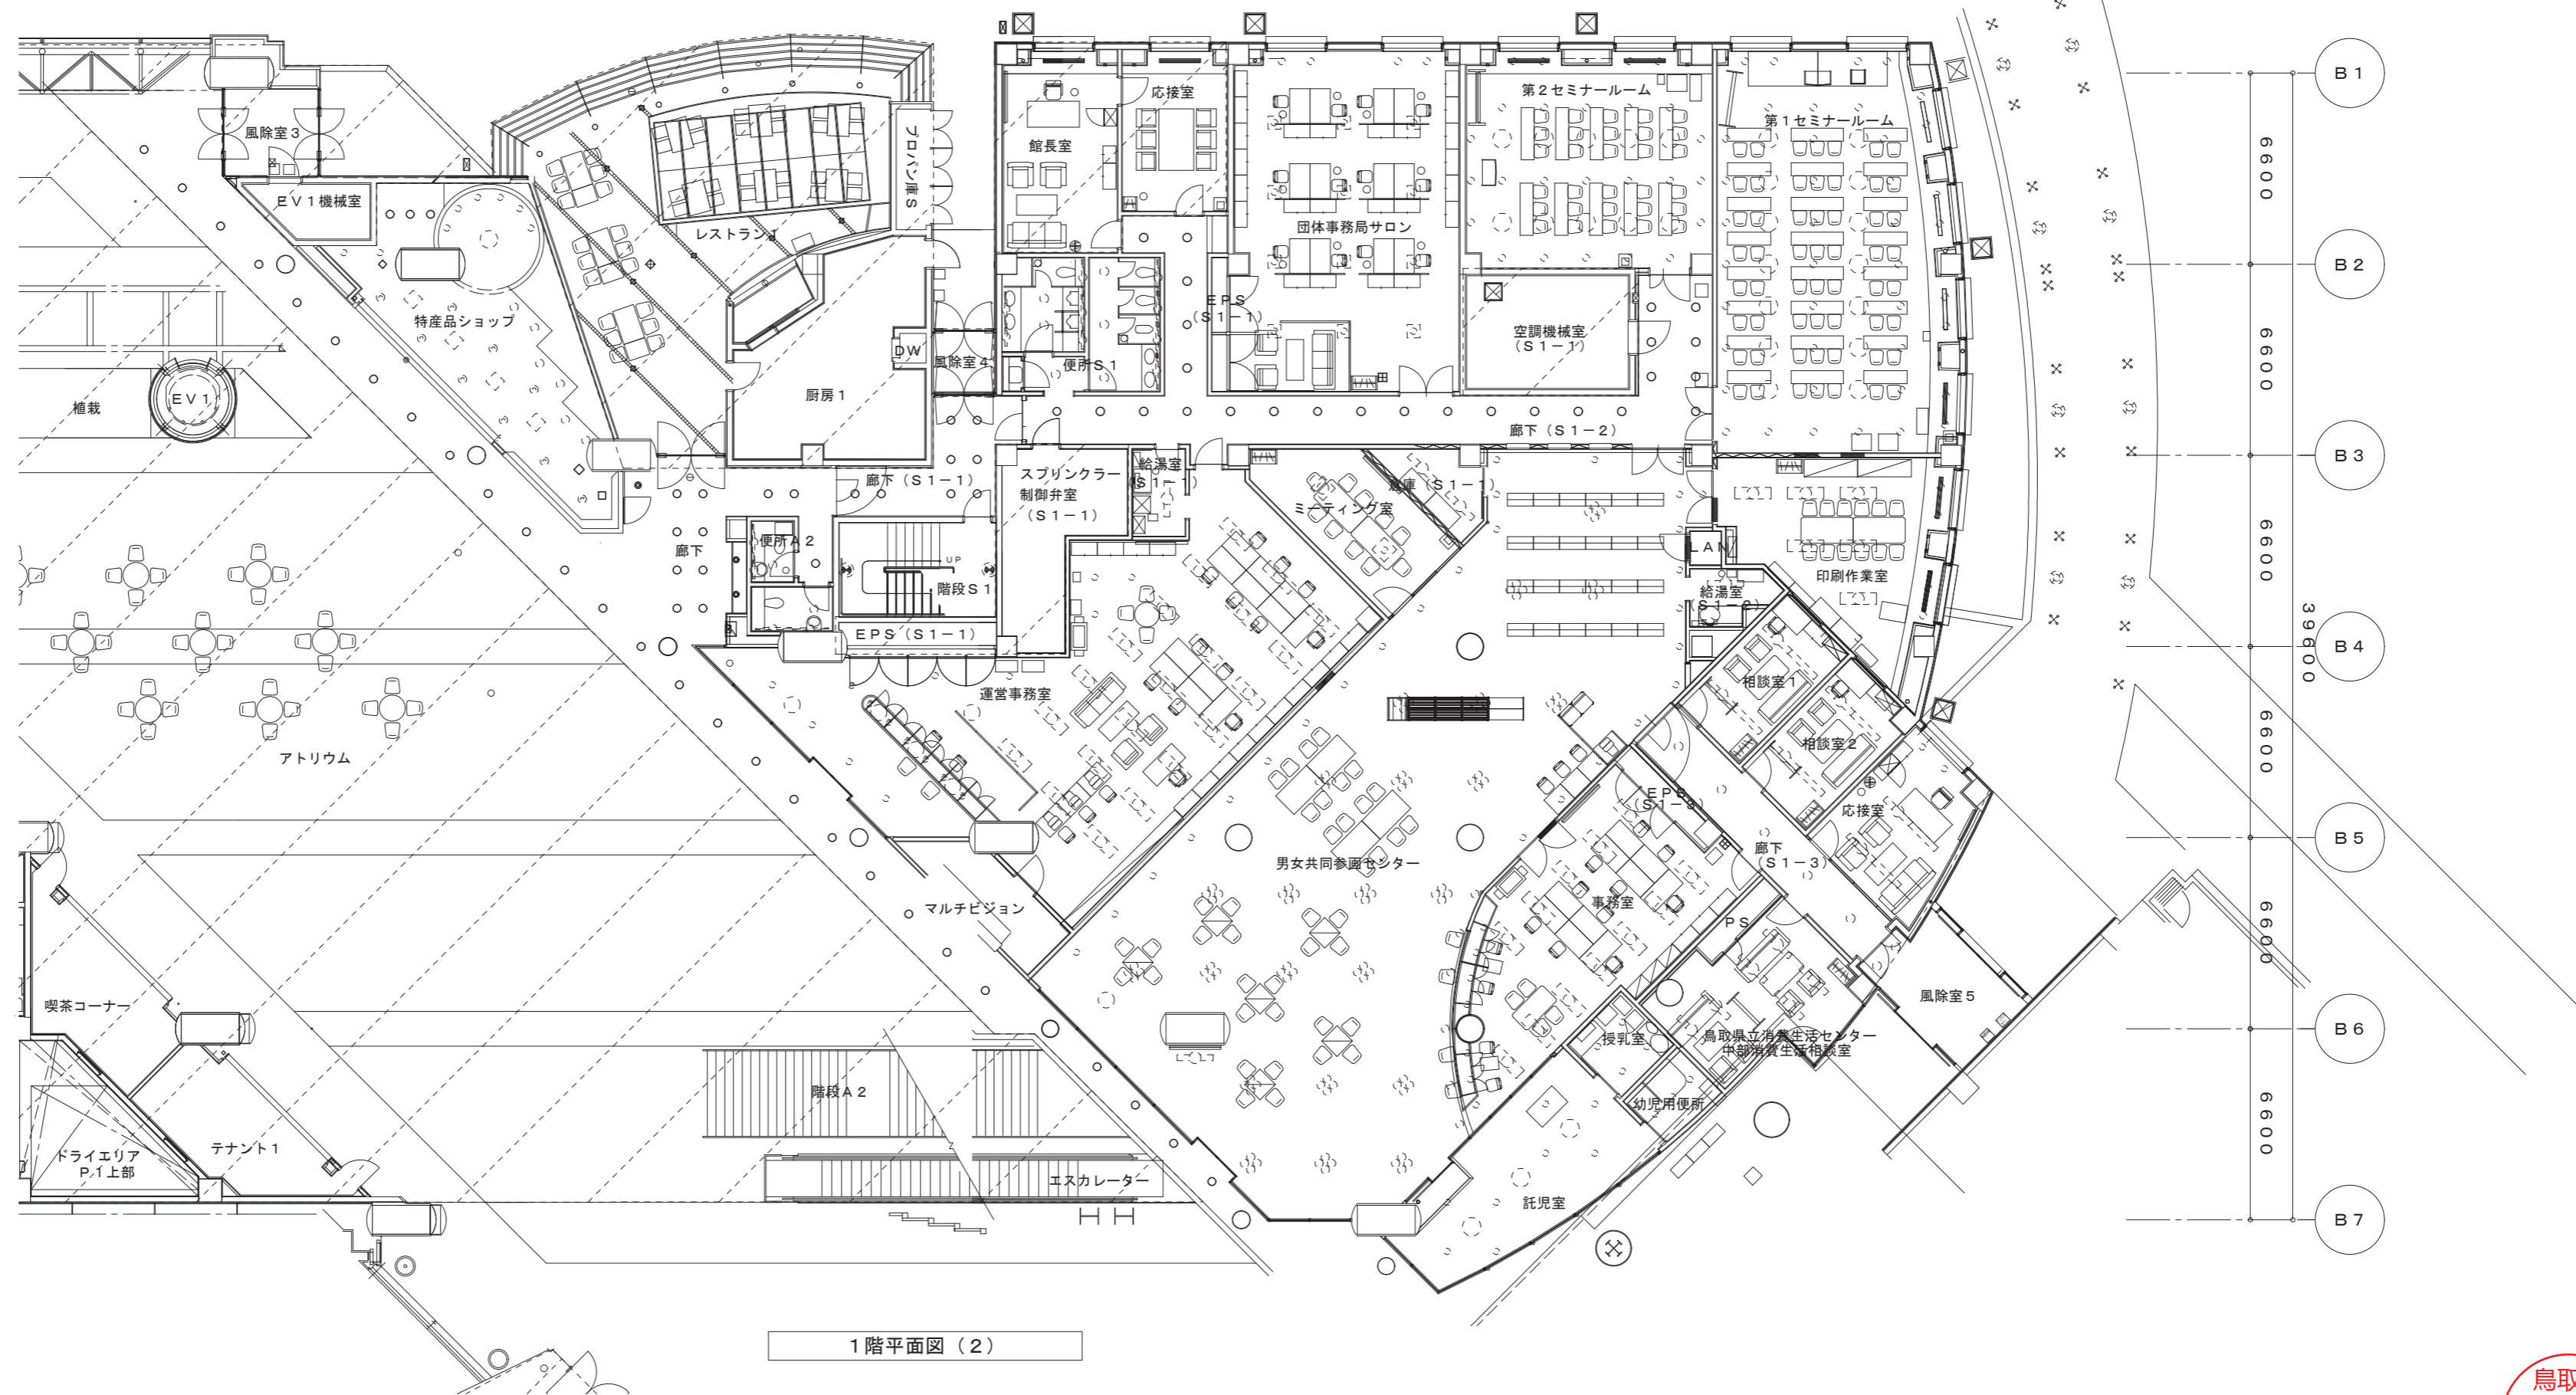 風除室3
EV1機械室
特産品ショップ
植栽
EV1
アトリウム
喫茶コーナー
ドライエリア
P.1上部
テナント1
レストラン1
プロパン庫S
厨房1
DW
風除室4
廊下(S1-1)
廊下
便所A2
階段S1
UP
EPS(S1-1)
運営事務室
マルチビジョン
階段A2
エスカレーター
館長室
応接室
便所S1
EPS
(S1-1)
団体事務局サロン
第2セミナールーム
空調機械室
(S1-1)
第1セミナールーム
廊下(S1-2)
スプリンクラー
制御弁室
(S1-1)
給湯室
(S1-1)
ミーティング室
倉庫(S1-1)
LAN
給湯室
(S1-2)
印刷作業室
相談室1
相談室2
応接室
EPS
(S1-3)
廊下
(S1-3)
男女共同参画センター
事務室
PS
授乳室
鳥取県立消費生活センター
中部消費生活相談室
幼児用便所
託児室
風除室5
B1
6600
B2
6600
B3
6600
B4
39600
6600
B5
6600
B6
6600
B7
1階平面図(2)
鳥取